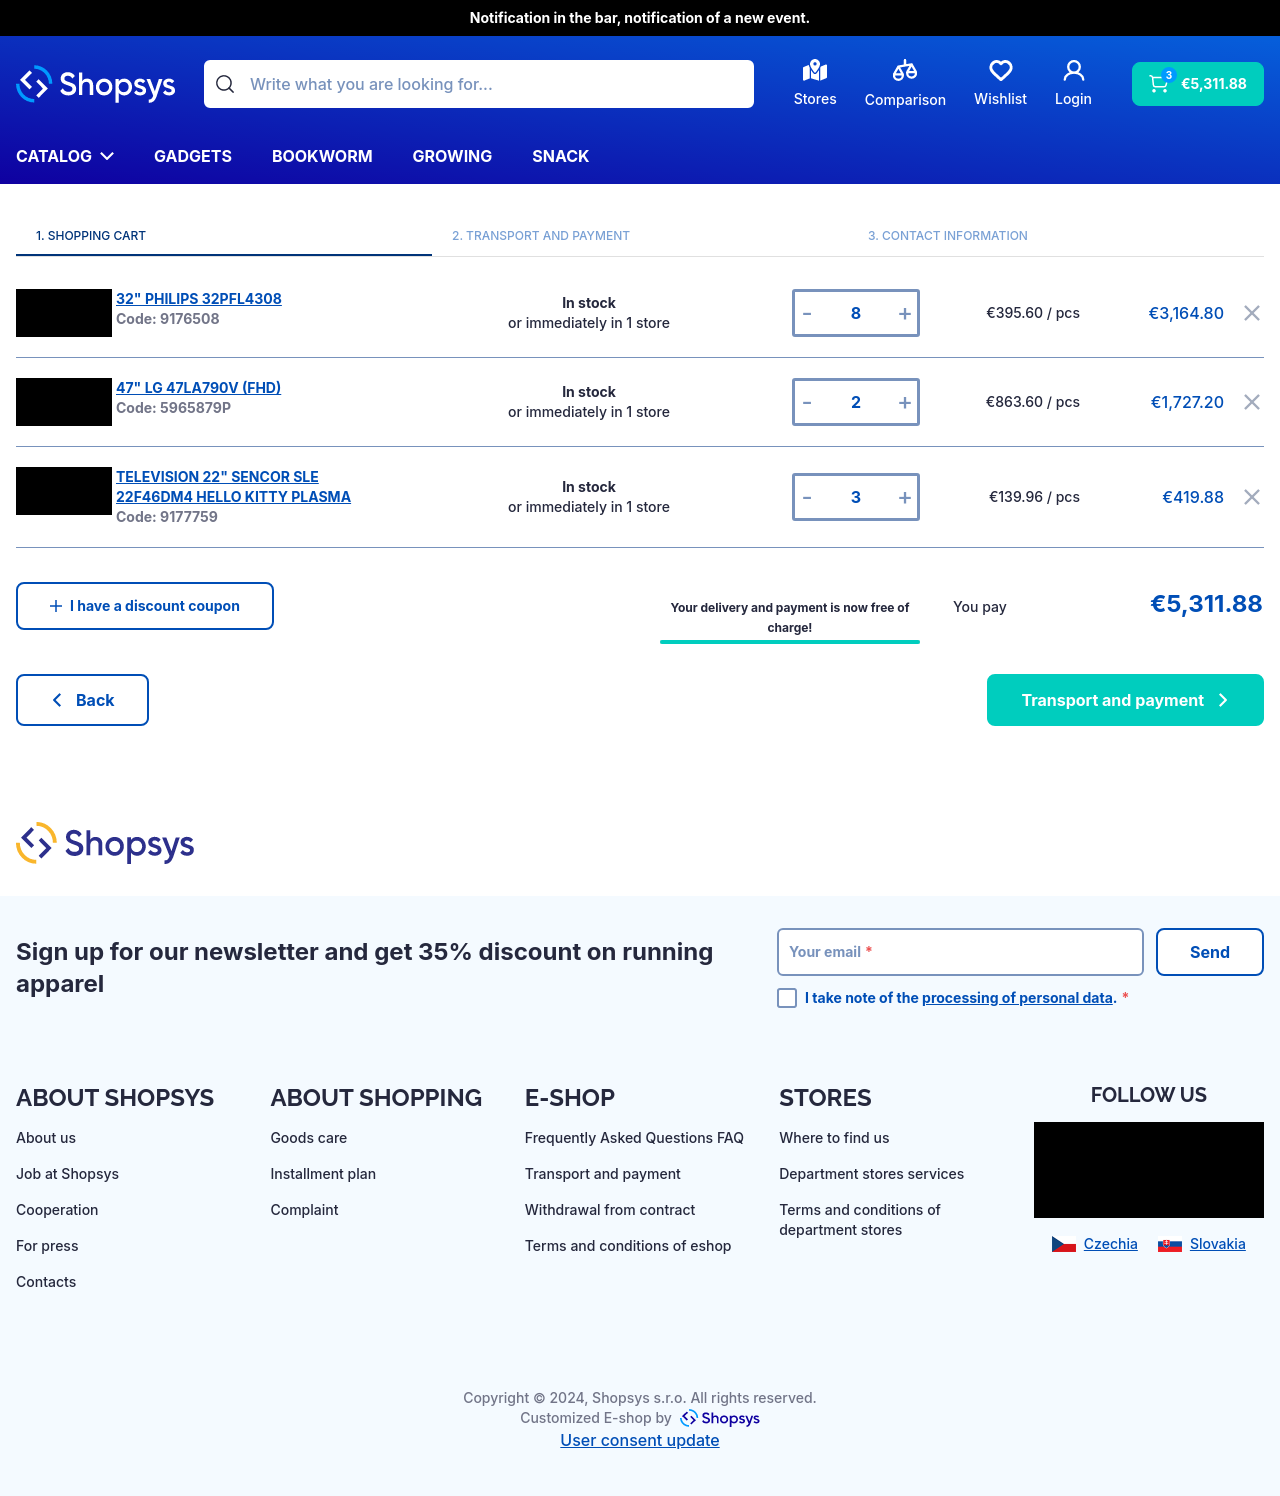 Notification in the bar, notification of a new event.
Shopsys
Write what you are looking for...
Stores
Comparison
Wishlist
Login
3
€5,311.88
CATALOG
GADGETS
BOOKWORM
GROWING
SNACK
1. SHOPPING CART
2. TRANSPORT AND PAYMENT
3. CONTACT INFORMATION
32" PHILIPS 32PFL4308
Code: 9176508
In stock
or immediately in 1 store
- 8 +
€395.60 / pcs
€3,164.80
47" LG 47LA790V (FHD)
Code: 5965879P
In stock
or immediately in 1 store
- 2 +
€863.60 / pcs
€1,727.20
TELEVISION 22" SENCOR SLE
22F46DM4 HELLO KITTY PLASMA
Code: 9177759
In stock
or immediately in 1 store
- 3 +
€139.96 / pcs
€419.88
I have a discount coupon
Your delivery and payment is now free of
charge!
You pay
€5,311.88
Back
Transport and payment
Shopsys
Sign up for our newsletter and get 35% discount on running
apparel
Your email *
Send
I take note of the processing of personal data. *
ABOUT SHOPSYS
About us
Job at Shopsys
Cooperation
For press
Contacts
ABOUT SHOPPING
Goods care
Installment plan
Complaint
E-SHOP
Frequently Asked Questions FAQ
Transport and payment
Withdrawal from contract
Terms and conditions of eshop
STORES
Where to find us
Department stores services
Terms and conditions of
department stores
FOLLOW US
Czechia
Slovakia
Copyright © 2024, Shopsys s.r.o. All rights reserved.
Customized E-shop by Shopsys
User consent update